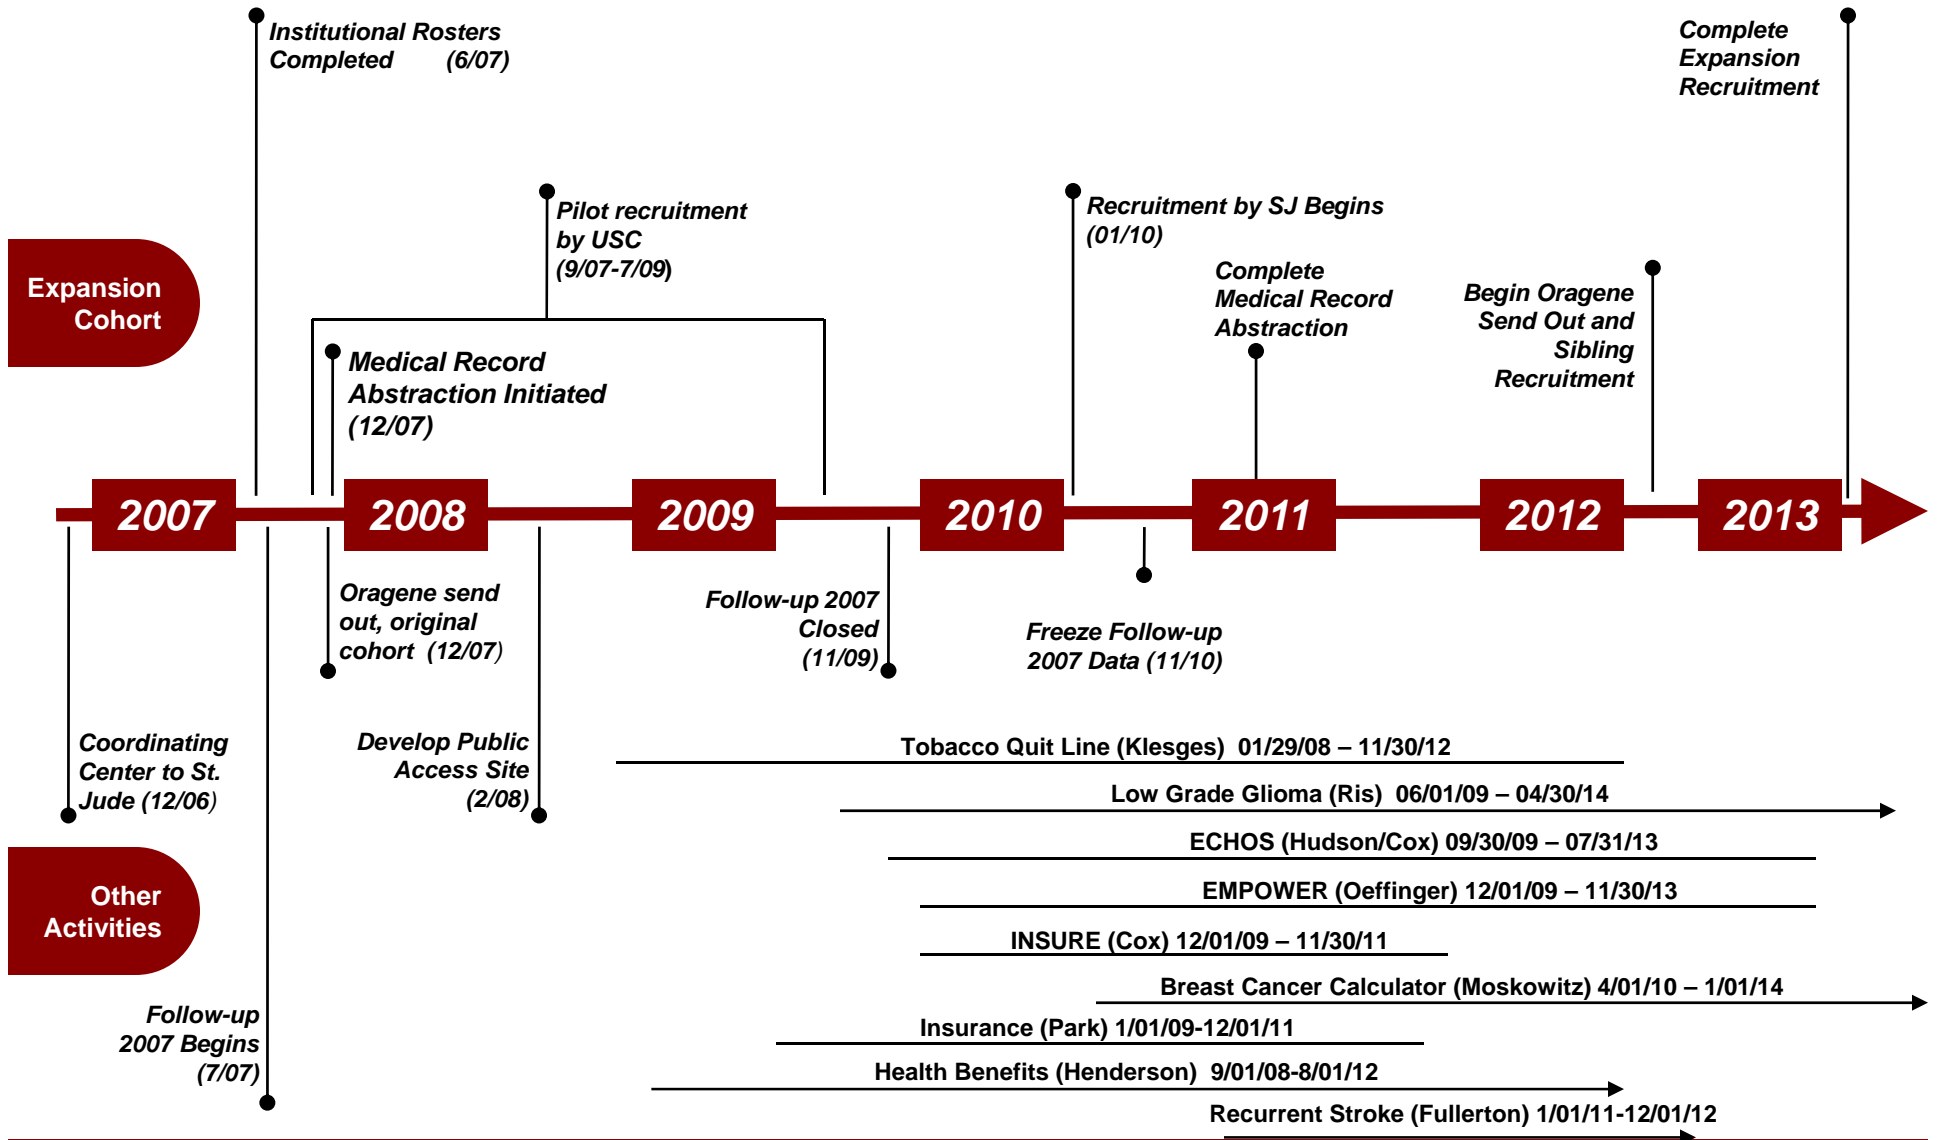 Institutional Rosters
Completed (6/07)
Complete
Expansion
Recruitment
Pilot recruitment
by USC
(9/07-7/09)
Recruitment by SJ Begins
(01/10)
Complete
Medical Record
Abstraction
Begin Oragene
Send Out and
Sibling
Recruitment
Expansion
Cohort
Medical Record
Abstraction Initiated
(12/07)
2007
2008
2009
2010
2011
2012
2013
Oragene send
out, original
cohort (12/07)
Follow-up 2007
Closed
(11/09)
Freeze Follow-up
2007 Data (11/10)
Coordinating
Center to St.
Jude (12/06)
Develop Public
Access Site
(2/08)
Tobacco Quit Line (Klesges) 01/29/08 – 11/30/12
Low Grade Glioma (Ris) 06/01/09 – 04/30/14
ECHOS (Hudson/Cox) 09/30/09 – 07/31/13
Other
Activities
EMPOWER (Oeffinger) 12/01/09 – 11/30/13
INSURE (Cox) 12/01/09 – 11/30/11
Breast Cancer Calculator (Moskowitz) 4/01/10 – 1/01/14
Follow-up
2007 Begins
(7/07)
Insurance (Park) 1/01/09-12/01/11
Health Benefits (Henderson) 9/01/08-8/01/12
Recurrent Stroke (Fullerton) 1/01/11-12/01/12